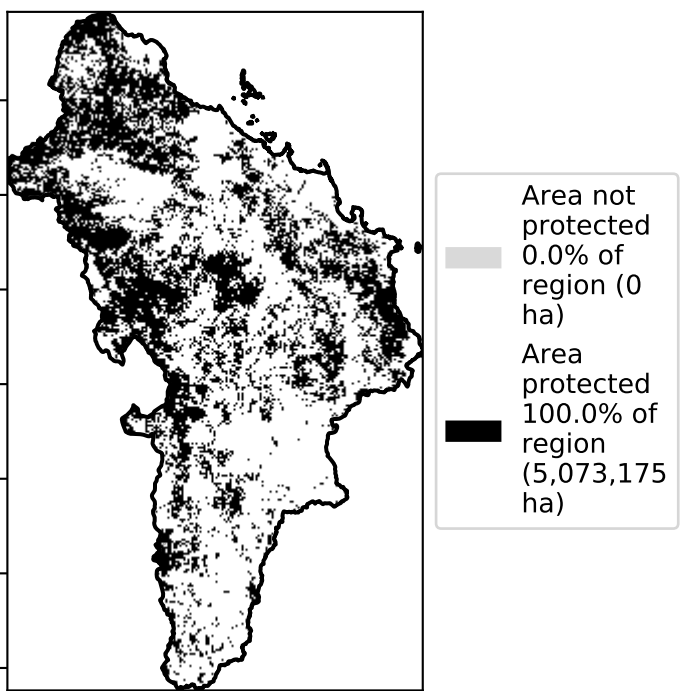 Area not
protected
0.0% of
region (0
ha)
Area
protected
100.0% of
region
(5,073,175
ha)